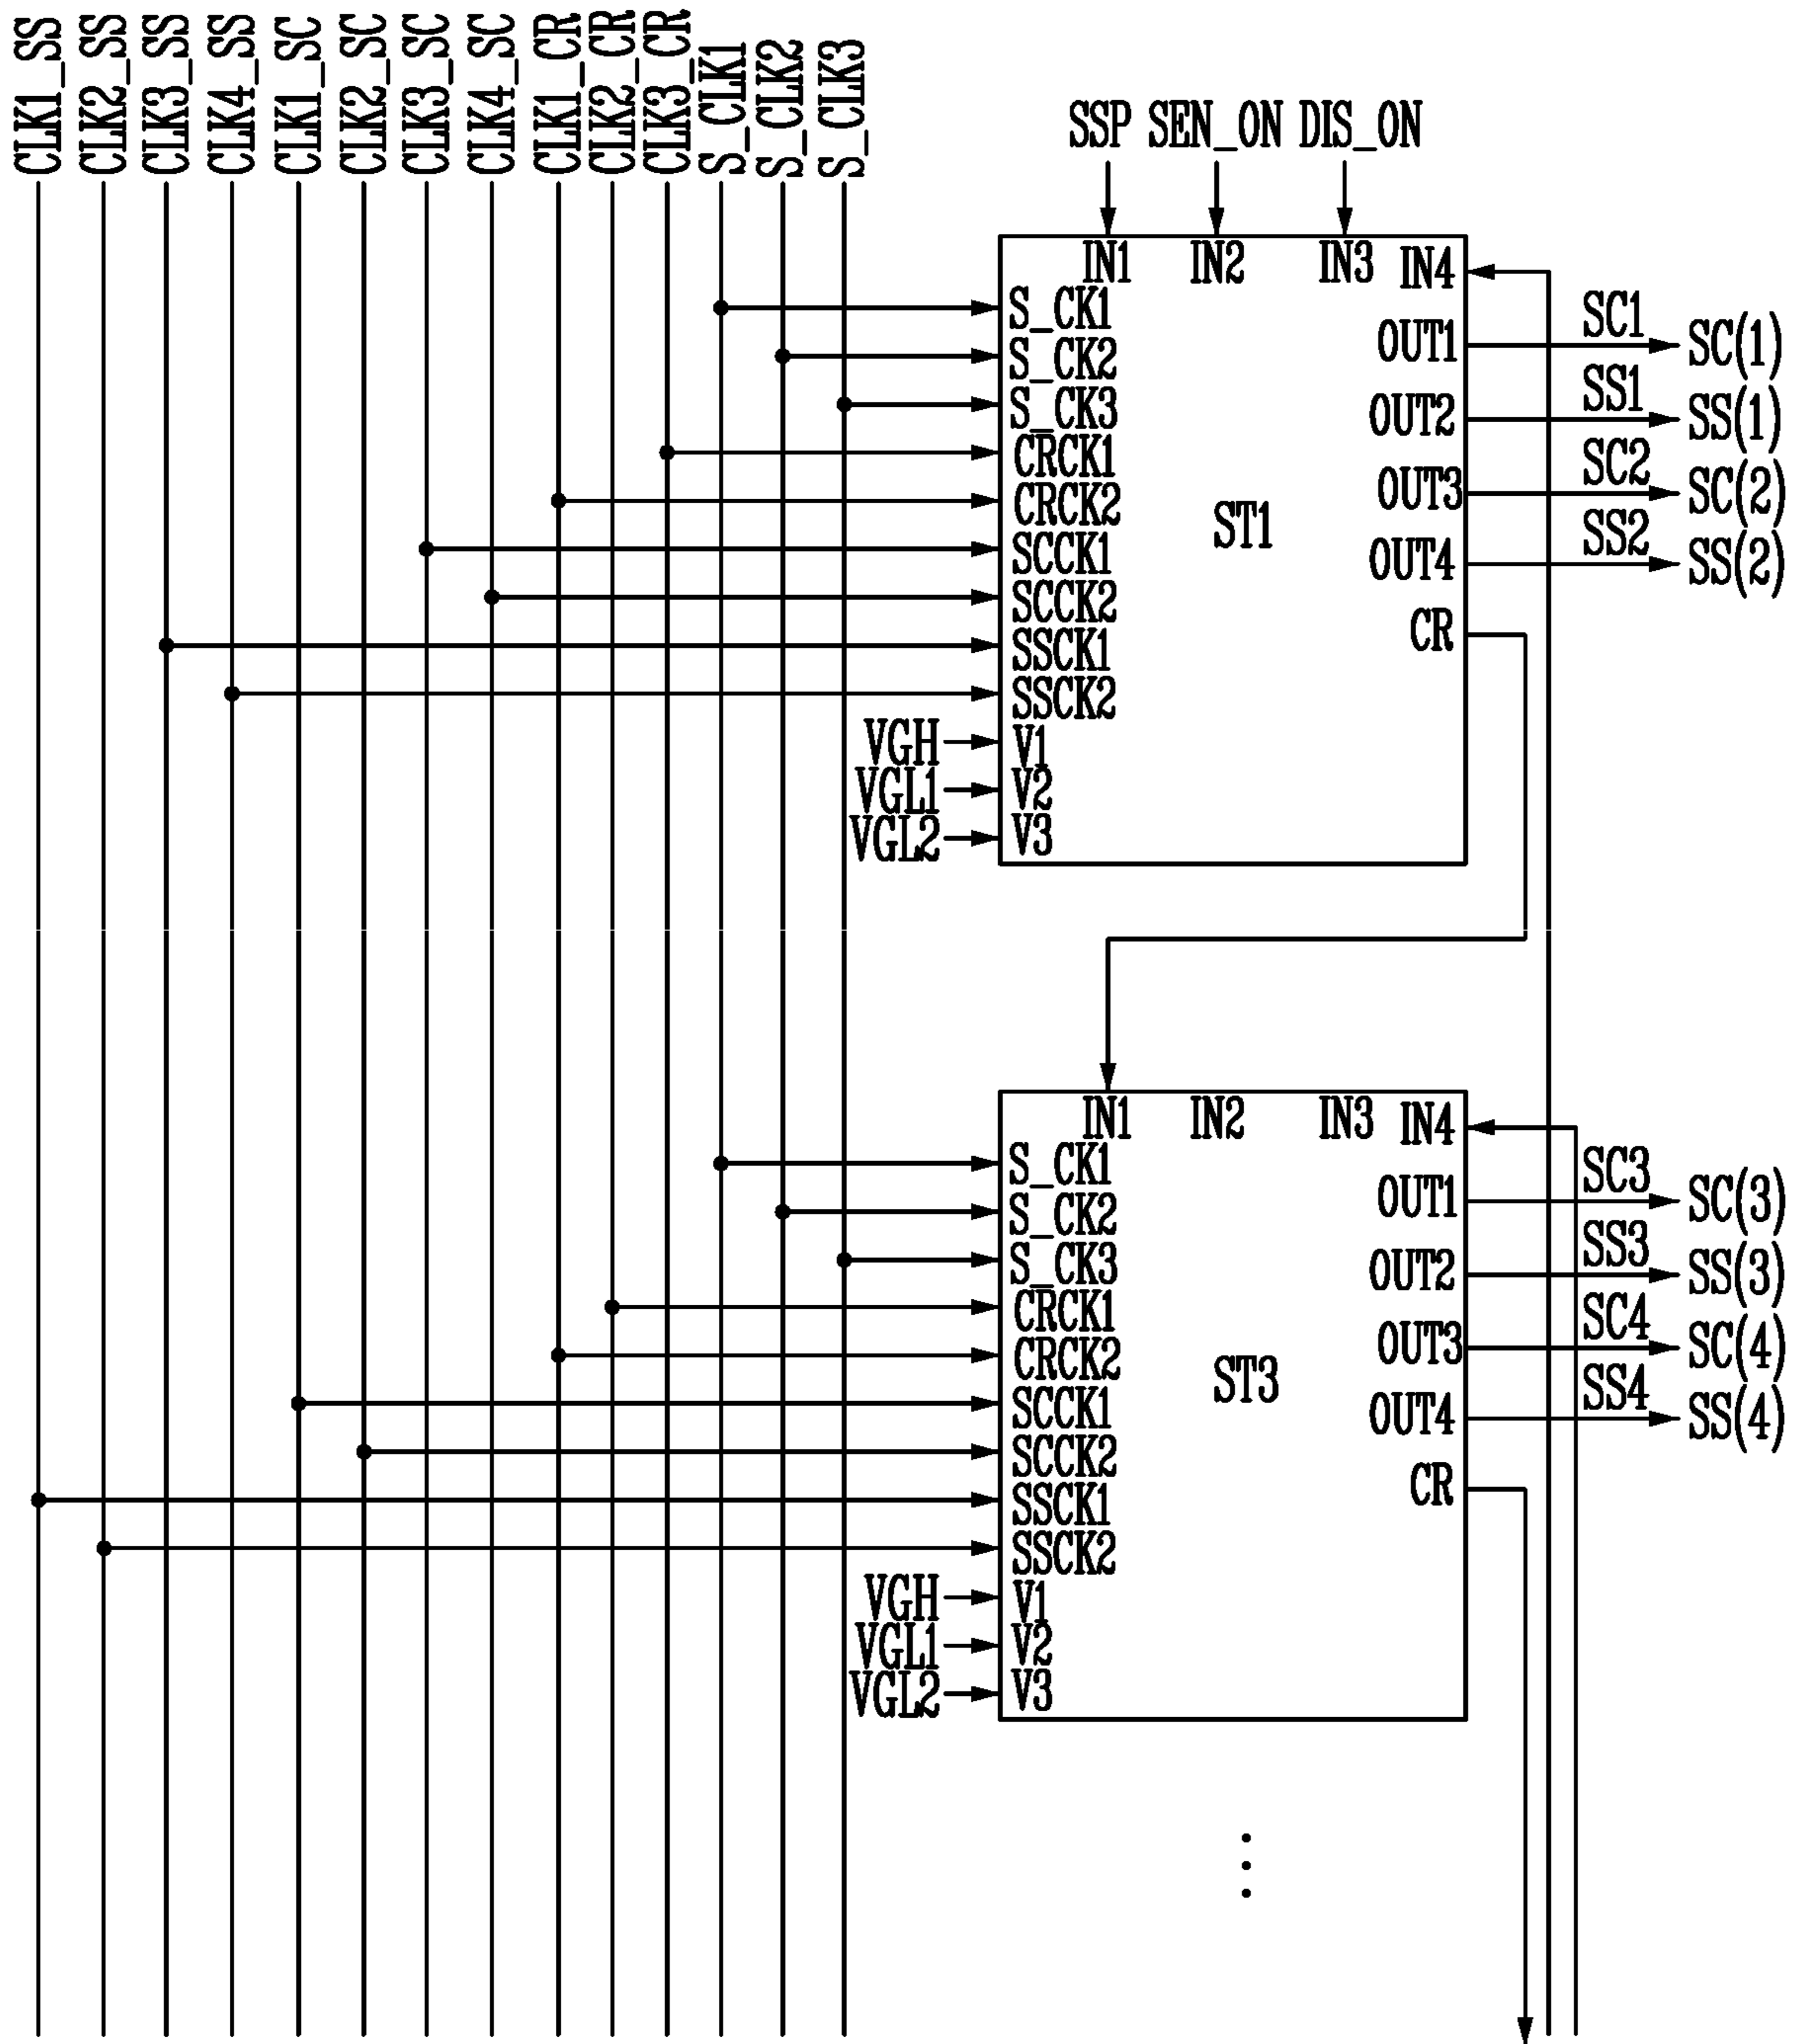 CLK1_SS
CLK2_SS
CLK3_SS
CLK4_SS
CLK1_SC
CLK2_SC
CLK3_SC
CLK4_SC
CLK1_CR
CLK2_CR
CLK3_CR
S_CLK1
S_CLK2
S_CLK3
SSP SEN_ON DIS_ON
IN1 IN2 IN3 IN4
S_CK1
S_CK2
S_CK3
CRCK1
CRCK2
SCCK1
SCCK2
SSCK1
SSCK2
VGH V1
VGL1 V2
VGL2 V3
ST1
OUT1 SC1 SC(1)
OUT2 SS1 SS(1)
OUT3 SC2 SC(2)
OUT4 SS2 SS(2)
CR
IN1 IN2 IN3 IN4
S_CK1
S_CK2
S_CK3
CRCK1
CRCK2
SCCK1
SCCK2
SSCK1
SSCK2
VGH V1
VGL1 V2
VGL2 V3
ST3
OUT1 SC3 SC(3)
OUT2 SS3 SS(3)
OUT3 SC4 SC(4)
OUT4 SS4 SS(4)
CR